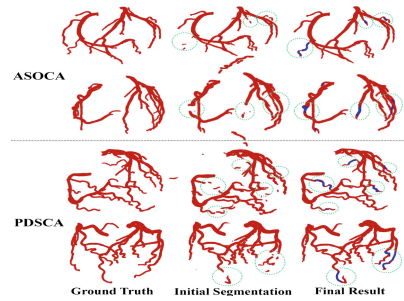 ASOCA
PDSCA
Ground Truth Initial Segmentation Final Result